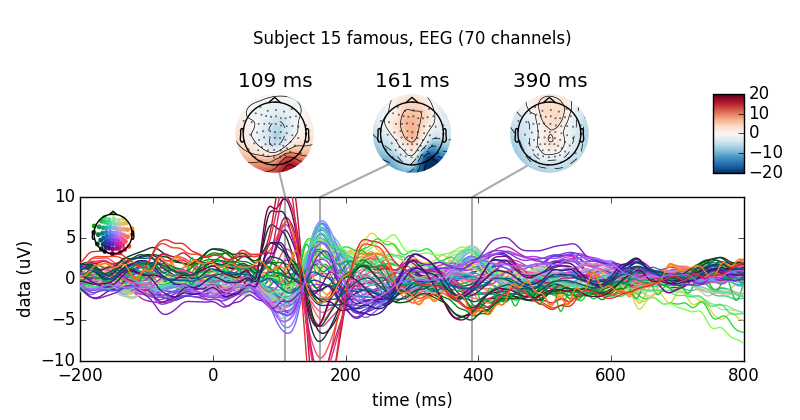 Subject 15 famous, EEG (70 channels)
109 ms 161 ms 390 ms
20
10
0
−10
−20
data (uV)
10
5
0
−5
−10
−200 0 200 400 600 800
time (ms)